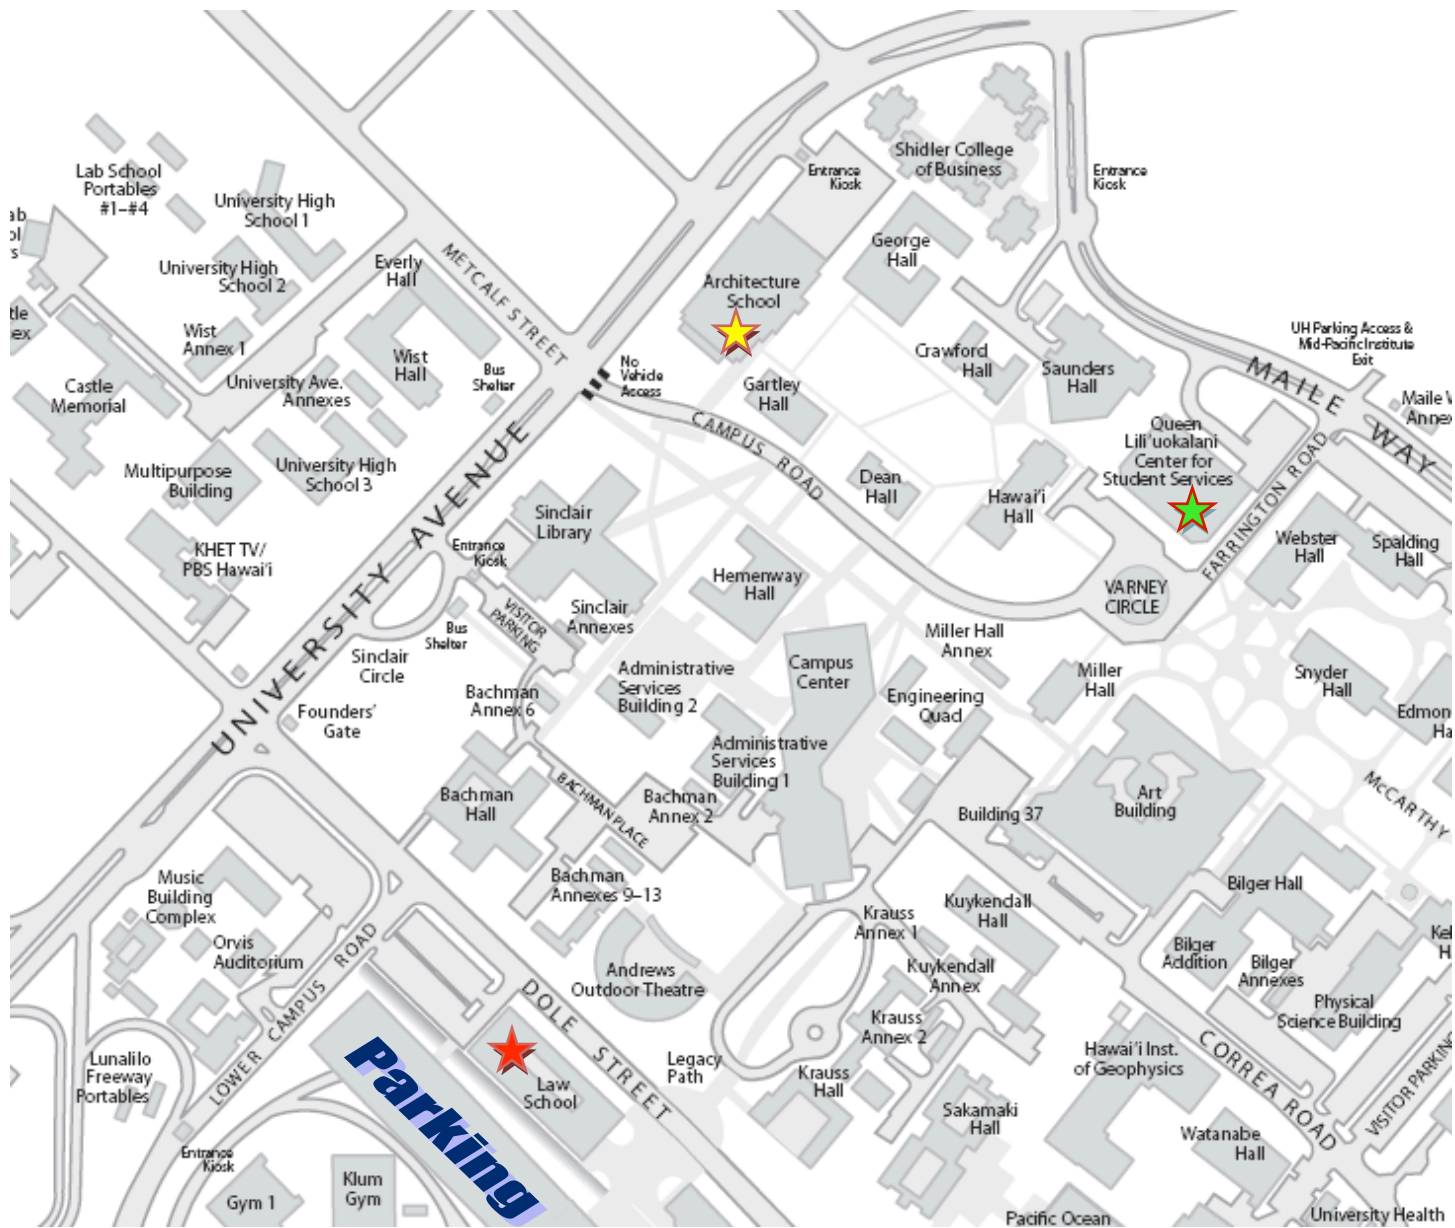 Lab School
Portables
#1–#4
University High
School 1
University High
School 2
Everly
Hall
METCALF STREET
Entrance
Kiosk
Shidler College
of Business
Entrance
Kiosk
George
Hall
Architecture
School
Wist
Annex 1
Wist
Hall
Bus
Shelter
No
Vehicle
Access
University Ave.
Annexes
Castle
Memorial
Crawford
Hall
Saunders
Hall
UH Parking Access &
Mid-Pacific Institute
Exit
MAILE WAY
Gartley
Hall
CAMPUS ROAD
Queen
Lili'uokalani
Center for
Student Services
FARRINGTON ROAD
Multipurpose
Building
University High
School 3
Dean
Hall
Hawai'i
Hall
Sinclair
Library
UNIVERSITY AVENUE
Entrance
Kiosk
KHET TV/
PBS Hawai'i
Webster
Hall
Spalding
Hall
Hemenway
Hall
VARNEY
CIRCLE
VISITOR
PARKING
Sinclair
Annexes
Bus
Shelter
Sinclair
Circle
Miller Hall
Annex
Miller
Hall
Campus
Center
Administrative
Services
Building 2
Snyder
Hall
Bachman
Annex 6
Engineering
Quad
Founders'
Gate
Administrative
Services
Building 1
Bachman
Hall
BACHMAN PLACE
Bachman
Annex 2
Building 37
Art
Building
McCARTHY
Music
Building
Complex
Bachman
Annexes 9–13
Bilger Hall
Krauss
Annex 1
Kuykendall
Hall
Orvis
Auditorium
LOWER CAMPUS ROAD
Bilger
Addition
Bilger
Annexes
Andrews
Outdoor Theatre
Kuykendall
Annex
Physical
Science Building
DOLE STREET
Krauss
Annex 2
Hawai'i Inst.
of Geophysics
CORREA ROAD
VISITOR PARKING
Lunalilo
Freeway
Portables
Parking
Law
School
Legacy
Path
Krauss
Hall
Sakamaki
Hall
Watanabe
Hall
Entrance
Kiosk
Gym 1
Klum
Gym
Pacific Ocean
University Health